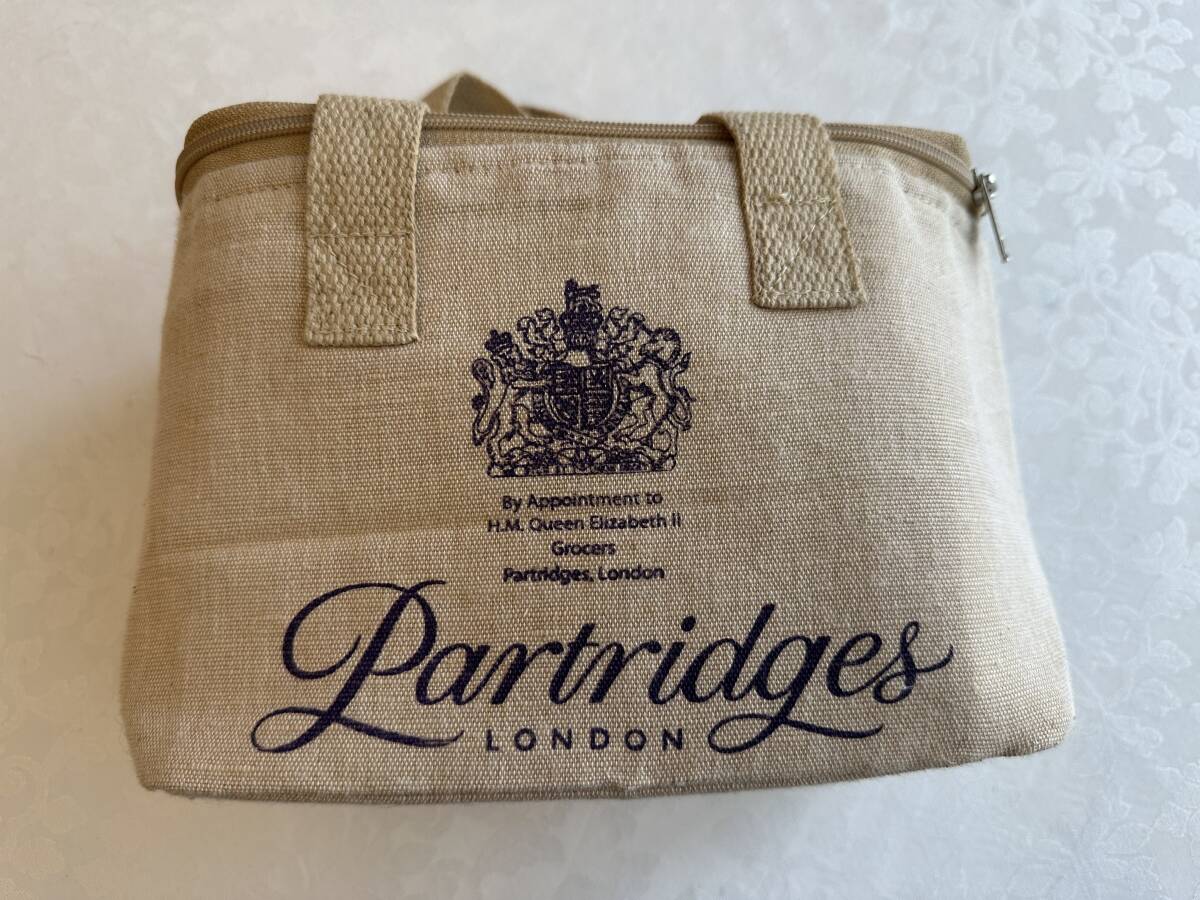 By Appointment to
H.M. Queen Elizabeth II
Grocers
Partridges, London
Partridges
LONDON